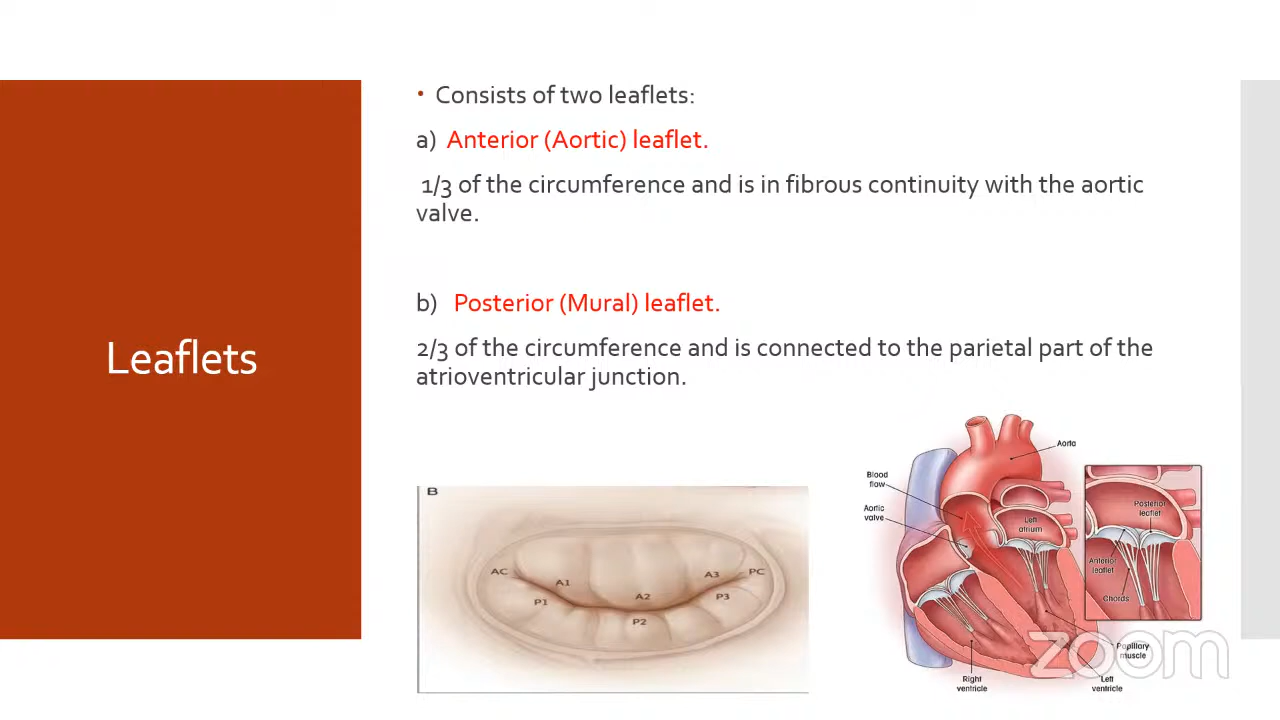 Leaflets
• Consists of two leaflets:
a) Anterior (Aortic) leaflet.
1/3 of the circumference and is in fibrous continuity with the aortic
valve.
b) Posterior (Mural) leaflet.
2/3 of the circumference and is connected to the parietal part of the
atrioventricular junction.
B
AC
A1
A2
A3
PC
P1
P2
P3
Aorta
Blood
flow
Aortic
valve
Left
atrium
Posterior
leaflet
Anterior
leaflet
Chords
Papillary
muscle
Right
ventricle
Left
ventricle
zoom